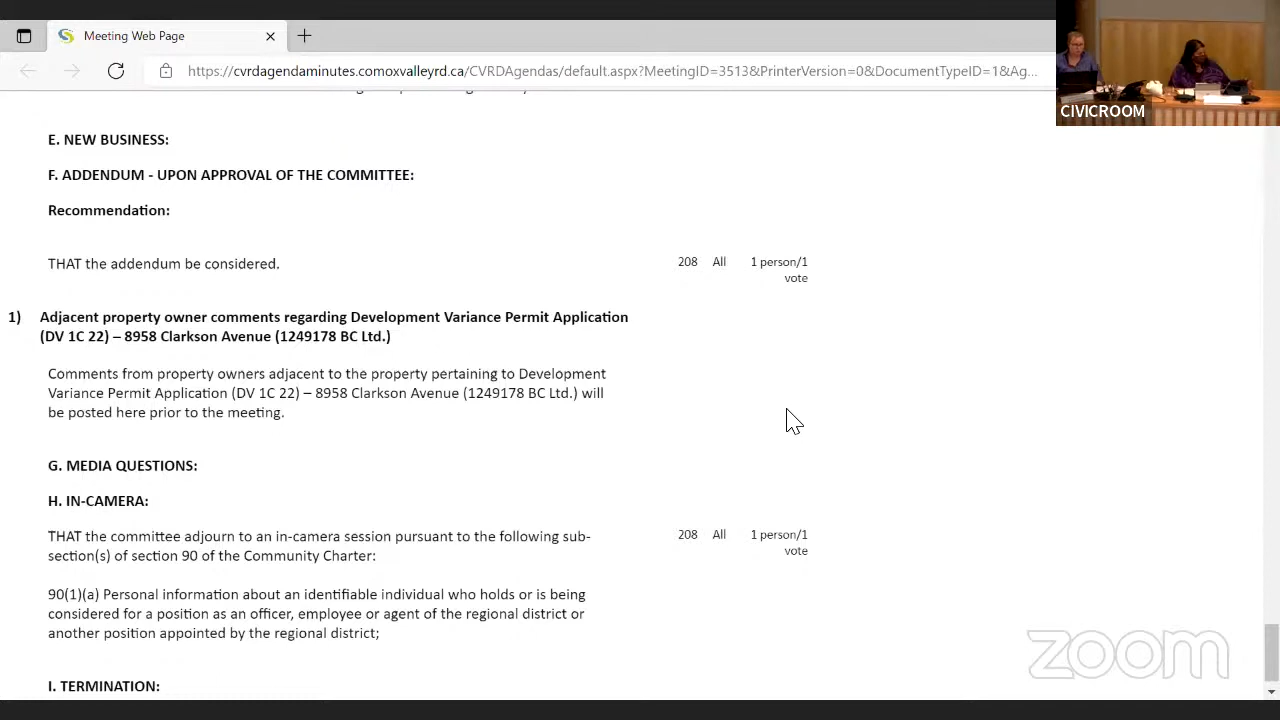 Meeting Web Page
https://cvrdagendaminutes.comoxvalleyrd.ca/CVRDAgendas/default.aspx?MeetingID=3513&PrinterVersion=0&DocumentTypeID=1&Ag...
CIVICROOM
E. NEW BUSINESS:
F. ADDENDUM - UPON APPROVAL OF THE COMMITTEE:
Recommendation:
THAT the addendum be considered. 208 All 1 person/1
vote
1) Adjacent property owner comments regarding Development Variance Permit Application
(DV 1C 22) – 8958 Clarkson Avenue (1249178 BC Ltd.)
Comments from property owners adjacent to the property pertaining to Development
Variance Permit Application (DV 1C 22) – 8958 Clarkson Avenue (1249178 BC Ltd.) will
be posted here prior to the meeting.
G. MEDIA QUESTIONS:
H. IN-CAMERA:
THAT the committee adjourn to an in-camera session pursuant to the following sub- 208 All 1 person/1
section(s) of section 90 of the Community Charter: vote
90(1)(a) Personal information about an identifiable individual who holds or is being
considered for a position as an officer, employee or agent of the regional district or
another position appointed by the regional district;
zoom
I. TERMINATION: